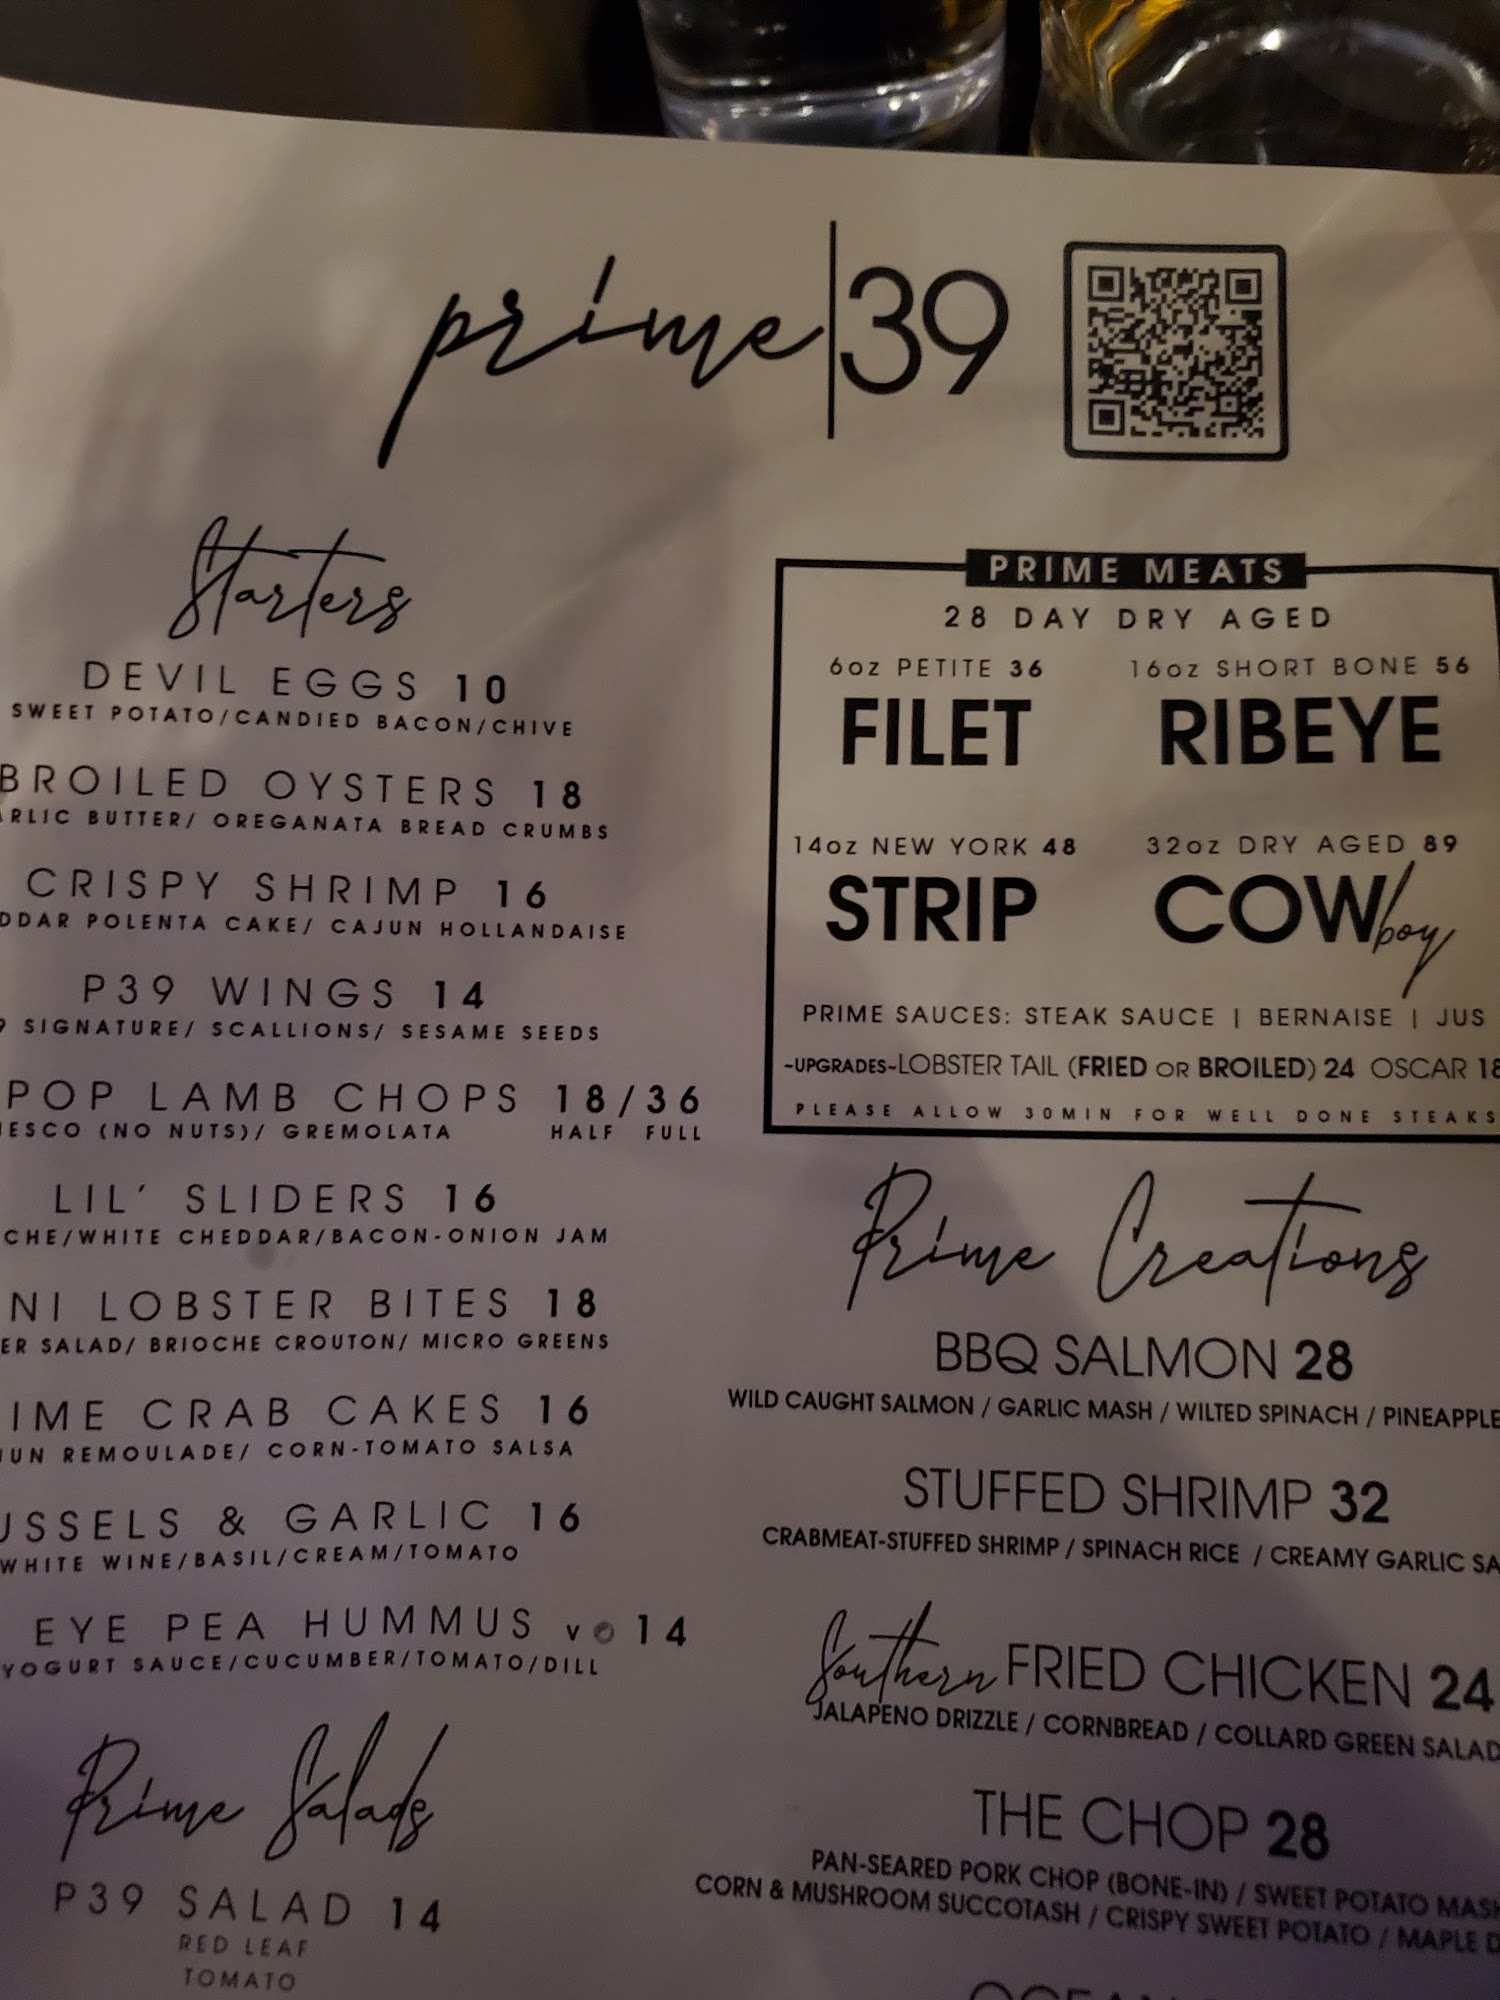 prime|39
Starters
DEVIL EGGS 10
SWEET POTATO/CANDIED BACON/CHIVE
BROILED OYSTERS 18
BUTTER/ OREGANATA BREAD CRUMBS
CRISPY SHRIMP 16
POLENTA CAKE/ CAJUN HOLLANDAISE
P39 WINGS 14
SIGNATURE/ SCALLIONS/ SESAME SEEDS
POP LAMB CHOPS 18/36
(NO NUTS)/ GREMOLATA HALF FULL
LIL' SLIDERS 16
/WHITE CHEDDAR/BACON-ONION JAM
LOBSTER BITES 18
SALAD/ BRIOCHE CROUTON/ MICRO GREENS
CRAB CAKES 16
REMOULADE/ CORN-TOMATO SALSA
& GARLIC 16
WHITE WINE/BASIL/CREAM/TOMATO
EYE PEA HUMMUS V 14
YOGURT SAUCE/CUCUMBER/TOMATO/DILL
Prime Salads
P39 SALAD 14
RED LEAF
TOMATO
PRIME MEATS
28 DAY DRY AGED
6oz PETITE 36
FILET
16oz SHORT BONE 56
RIBEYE
14oz NEW YORK 48
STRIP
32oz DRY AGED 89
COWboy
PRIME SAUCES: STEAK SAUCE | BERNAISE | JUS
~UPGRADES~LOBSTER TAIL (FRIED OR BROILED) 24 OSCAR 18
PLEASE ALLOW 30MIN FOR WELL DONE STEAKS
Prime Creations
BBQ SALMON 28
WILD CAUGHT SALMON / GARLIC MASH / WILTED SPINACH / PINEAPPLE
STUFFED SHRIMP 32
CRABMEAT-STUFFED SHRIMP / SPINACH RICE / CREAMY GARLIC
Southern FRIED CHICKEN 24
JALAPENO DRIZZLE / CORNBREAD / COLLARD GREEN SALAD
THE CHOP 28
PAN-SEARED PORK CHOP (BONE-IN) / SWEET POTATO MASH
CORN & MUSHROOM SUCCOTASH / CRISPY SWEET POTATO / MAPLE